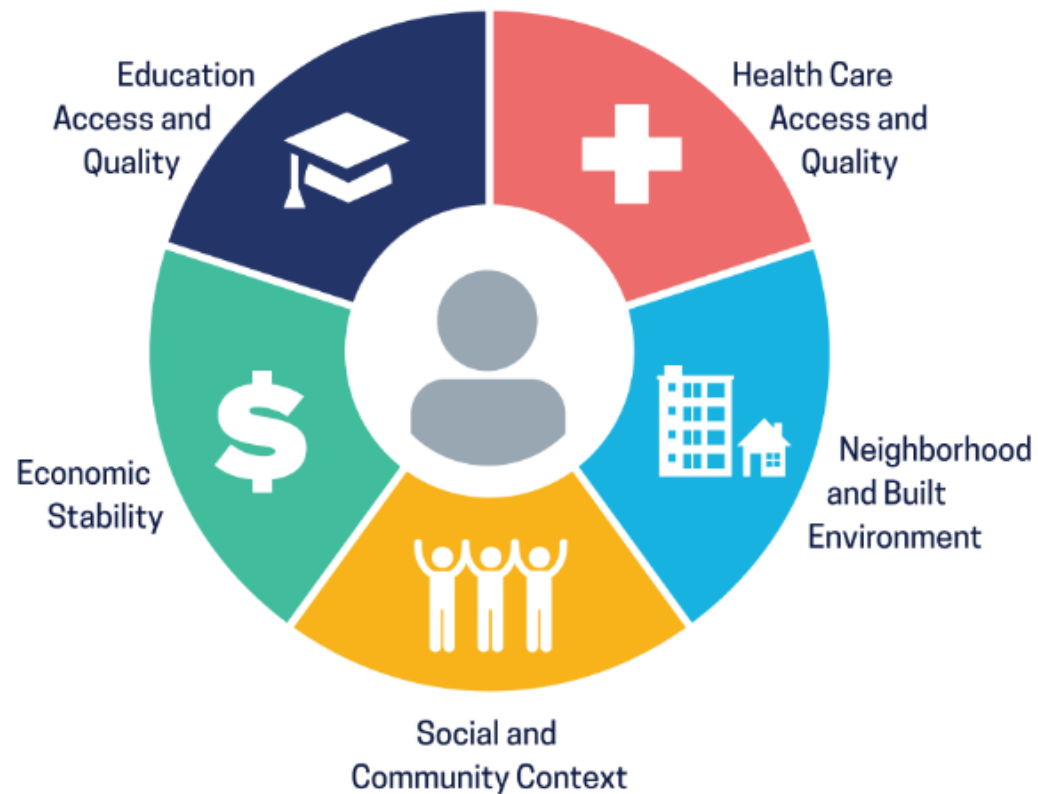 Education
Access and
Quality
Health Care
Access and
Quality
Economic
Stability
Neighborhood
and Built
Environment
Social and
Community Context